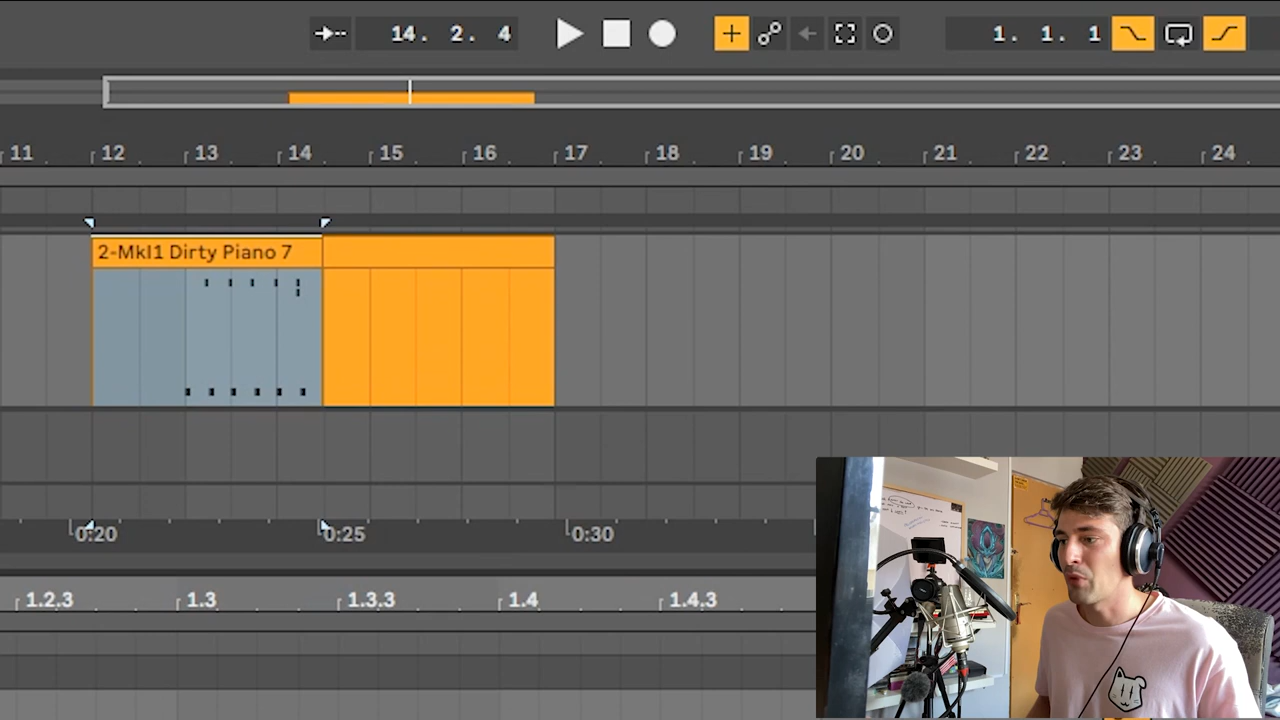 14. 2. 4
1. 1. 1
11 12 13 14 15 16 17 18 19 20 21 22 23 24
2-MkI1 Dirty Piano 7
0:20 0:25 0:30
1.2.3 1.3 1.3.3 1.4 1.4.3